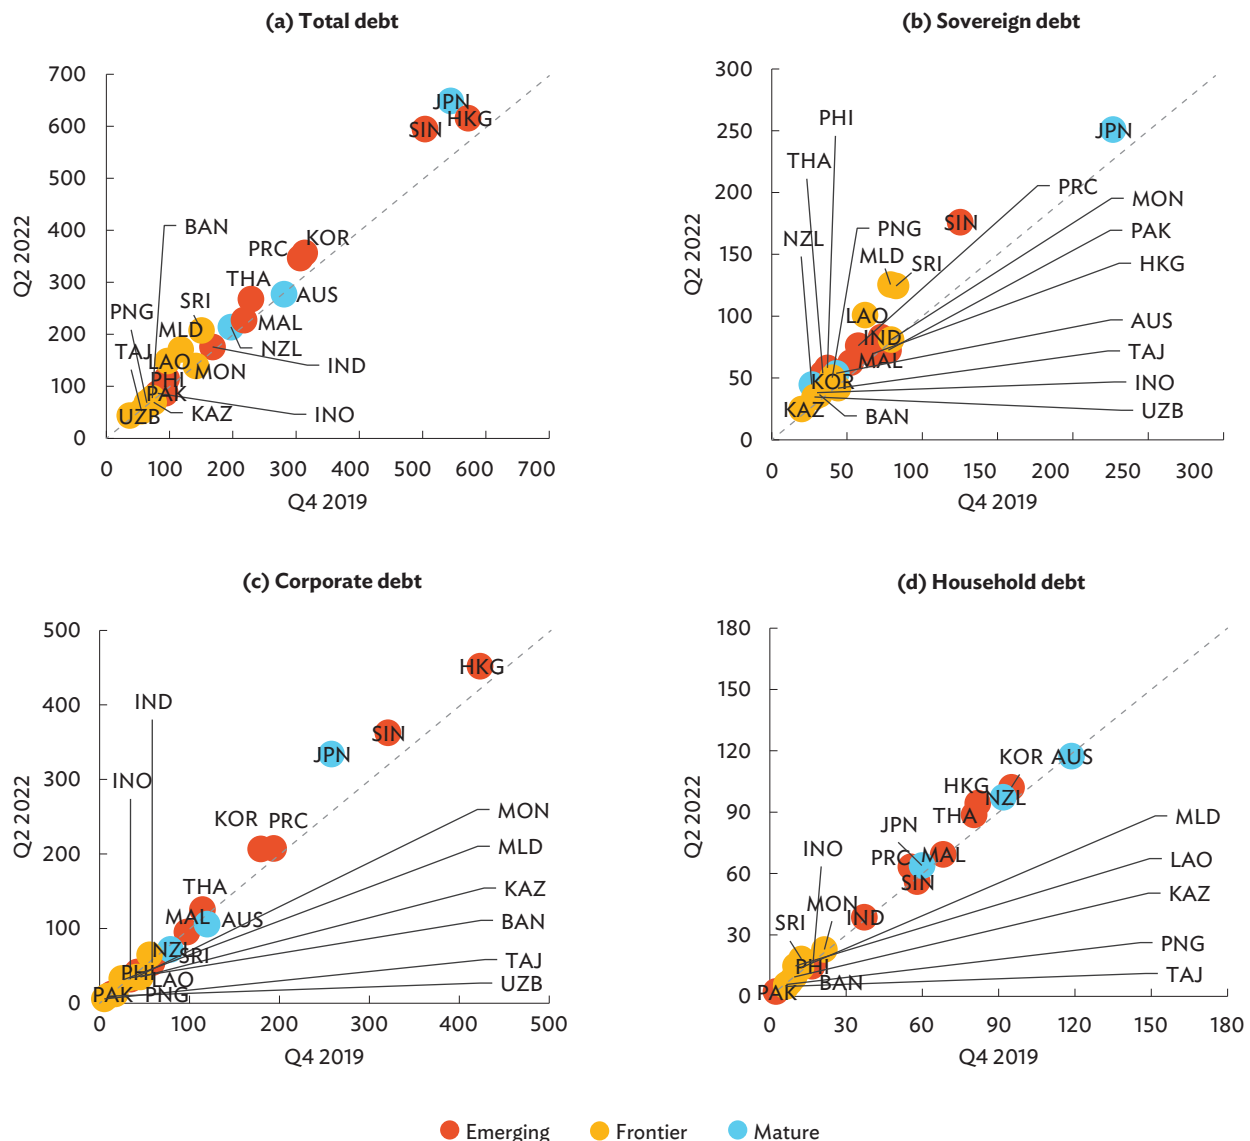 (a) Total debt
700
600
500
400
300
200
100
0
Q2 2022
JPN
HKG
SIN
BAN
PRC
KOR
THA
AUS
PNG
SRI
MAL
MLD
NZL
TAJ
LAO
IND
MON
PHI
PAK
KAZ
INO
UZB
0 100 200 300 400 500 600 700
Q4 2019
(b) Sovereign debt
300
250
200
150
100
50
0
Q2 2022
PHI
JPN
THA
PRC
MON
SIN
PNG
PAK
NZL
MLD
SRI
HKG
LAO
AUS
IND
MAL
TAJ
KOR
INO
KAZ
BAN
UZB
0 50 100 150 200 250 300
Q4 2019
(c) Corporate debt
500
400
300
200
100
0
Q2 2022
HKG
IND
SIN
JPN
INO
KOR
PRC
MON
MLD
THA
KAZ
MAL
AUS
BAN
NZL
SRI
TAJ
PHI
LAO
UZB
PAK
PNG
0 100 200 300 400 500
Q4 2019
(d) Household debt
180
150
120
90
60
30
0
Q2 2022
KOR
AUS
HKG
NZL
THA
MLD
JPN
INO
PRC
MAL
LAO
SIN
KAZ
MON
SRI
IND
PNG
PHI
BAN
TAJ
PAK
0 30 60 90 120 150 180
Q4 2019
Emerging Frontier Mature